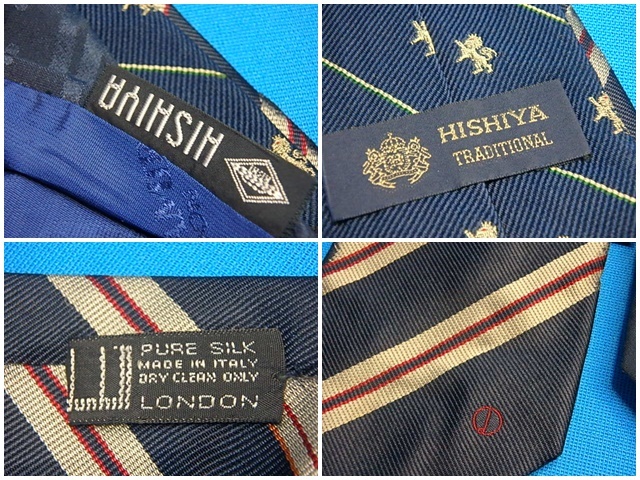 HISHIYA
HISHIYA
TRADITIONAL
PURE SILK
MADE IN ITALY
DRY CLEAN ONLY
LONDON